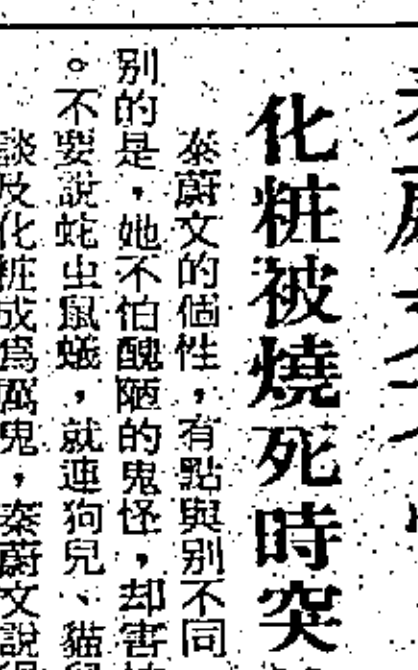 化粧被燒死時突
秦蔚文的個性，有點與別不同
。別的是，她不怕醜陋的鬼怪，却害
不要說蛇虫鼠蟻，就連狗兒、貓
談及化粧成爲厲鬼，秦蔚文說